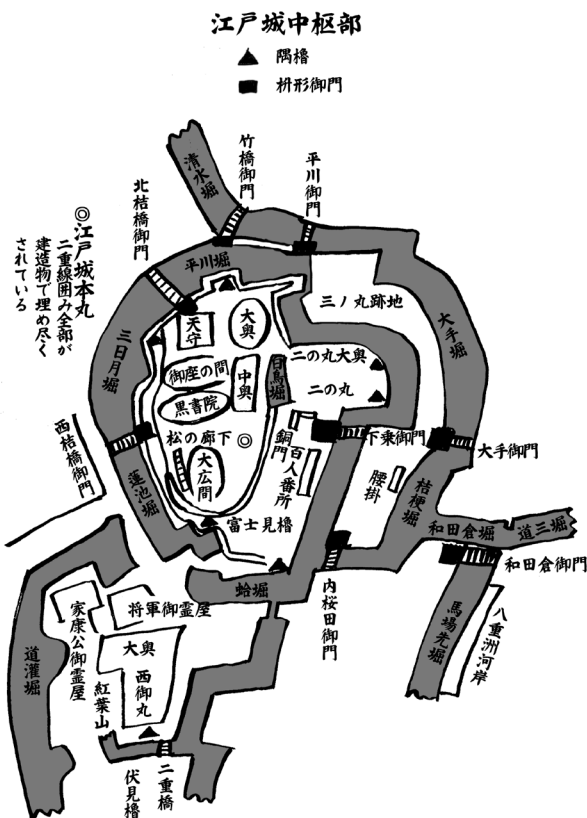 江戸城中枢部
隅櫓
枡形御門
清水堀
竹橋御門
平川御門
北桔橋御門
◎江戸城本丸
二重線囲み全部が
建造物で埋め尽く
されている
平川堀
三ノ丸跡地
大手堀
天守
大奥
三日月堀
御座の間
中奥
白鳥堀
二の丸大奥
黒書院
二の丸
西桔橋御門
松の廊下
◎
銅門
下乗御門
大手御門
蓮池堀
大広間
百人番所
腰掛
桔梗堀
富士見櫓
和田倉堀
道三堀
和田倉御門
蛤堀
内桜田御門
馬場先堀
八重洲河岸
道灌堀
家康公御霊屋
将軍御霊屋
大奥
西御丸
紅葉山
伏見櫓
二重橋